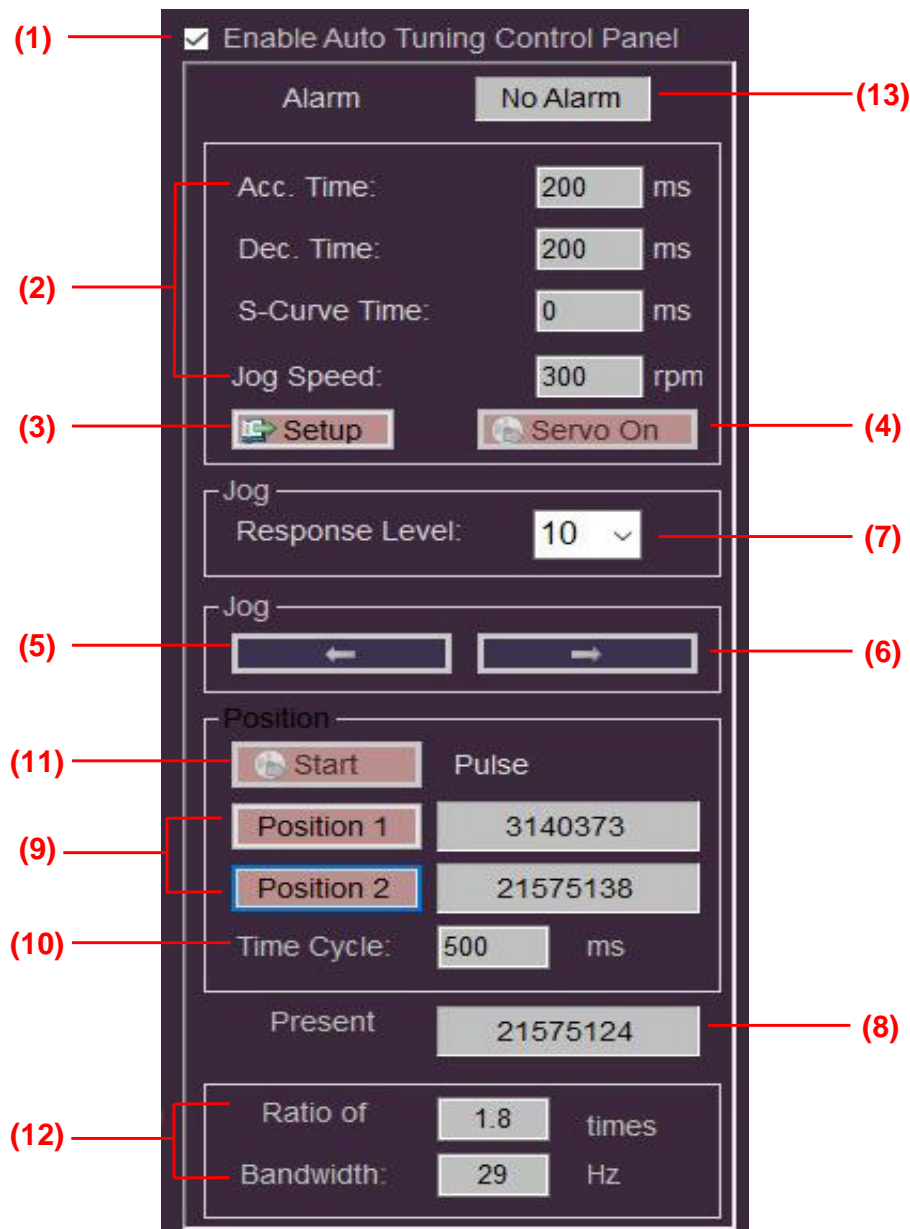 (1) Enable Auto Tuning Control Panel
Alarm No Alarm (13)
Acc. Time: 200 ms
Dec. Time: 200 ms
(2)
S-Curve Time: 0 ms
Jog Speed: 300 rpm
(3) Setup Servo On (4)
Jog
Response Level: 10 (7)
Jog
(5) (6)
Position
(11) Start Pulse
Position 1 3140373
(9)
Position 2 21575138
(10) Time Cycle: 500 ms
Present 21575124 (8)
Ratio of 1.8 times
(12)
Bandwidth: 29 Hz